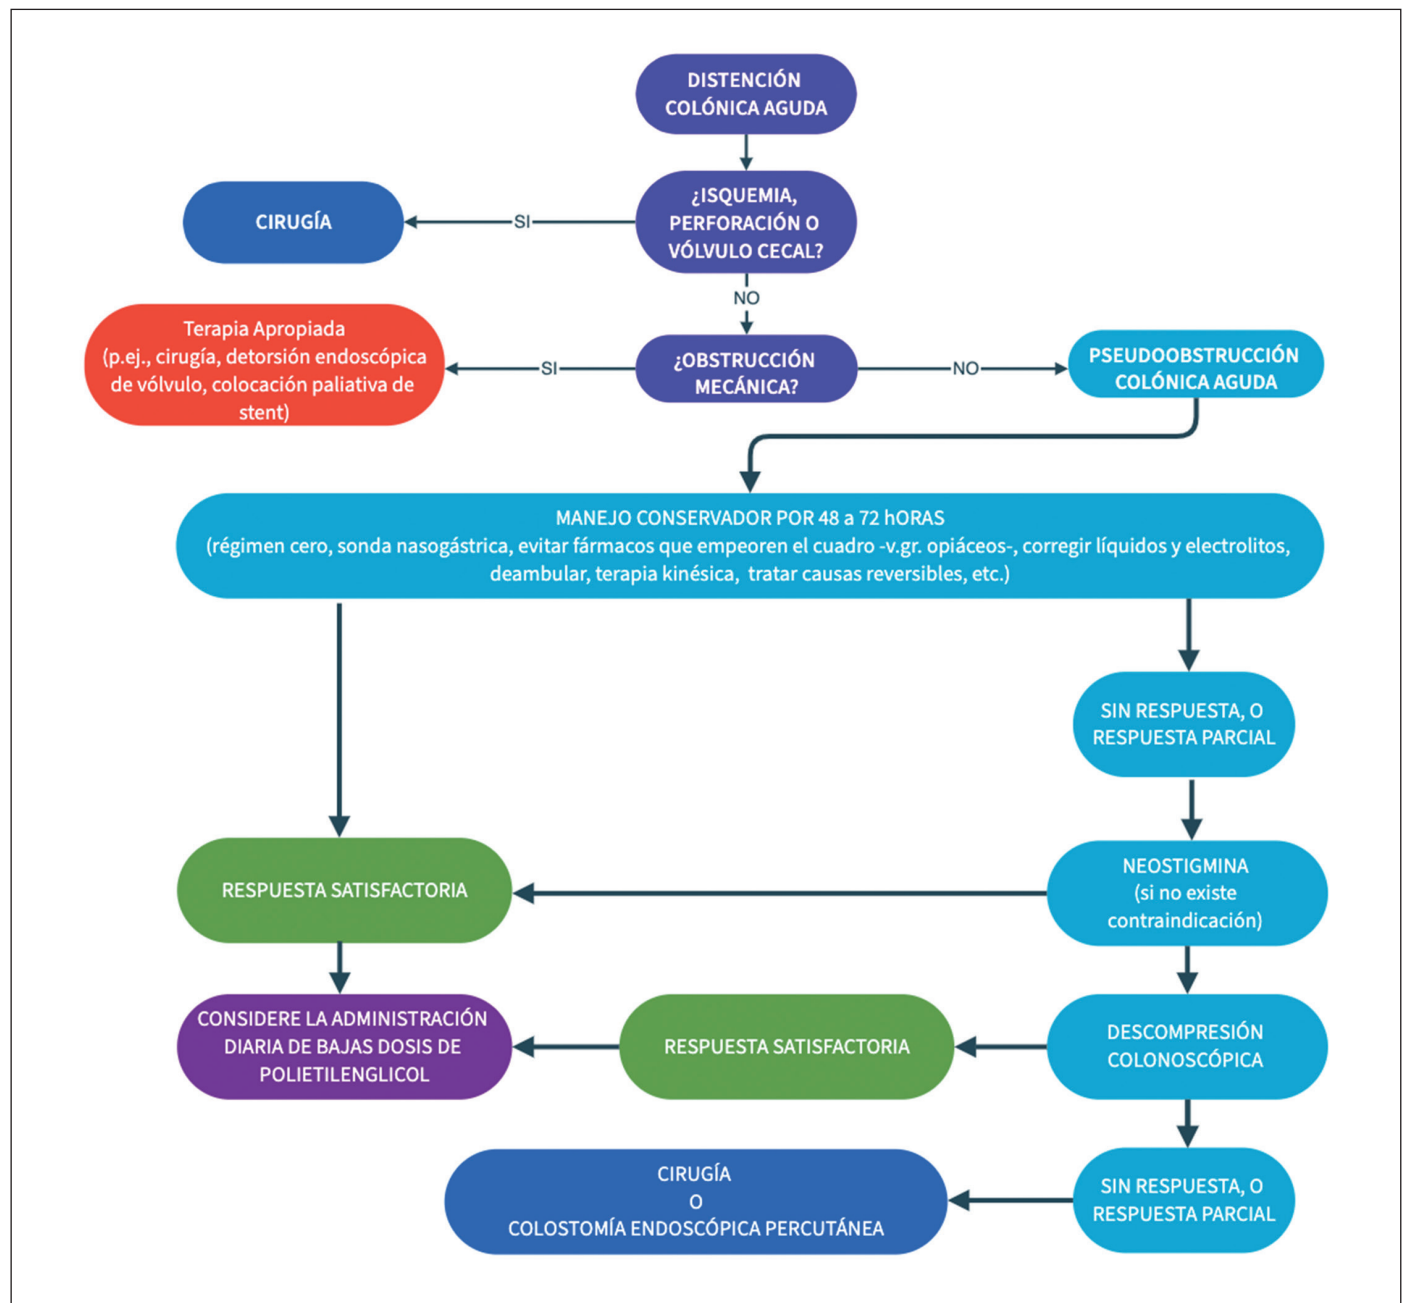 DISTENCIÓN
COLÓNICA AGUDA
¿ISQUEMIA,
PERFORACIÓN O
VÓLVULO CECAL?
SI
CIRUGÍA
NO
¿OBSTRUCCIÓN
MECÁNICA?
SI
Terapia Apropiada
(p.ej., cirugía, detorsión endoscópica
de vólvulo, colocación paliativa de
stent)
NO
PSEUDOOBSTRUCCIÓN
COLÓNICA AGUDA
MANEJO CONSERVADOR POR 48 a 72 hORAS
(régimen cero, sonda nasogástrica, evitar fármacos que empeoren el cuadro -v.gr. opiáceos-, corregir líquidos y electrolitos,
deambular, terapia kinésica, tratar causas reversibles, etc.)
SIN RESPUESTA, O
RESPUESTA PARCIAL
RESPUESTA SATISFACTORIA
NEOSTIGMINA
(si no existe
contraindicación)
CONSIDERE LA ADMINISTRACIÓN
DIARIA DE BAJAS DOSIS DE
POLIETILENGLICOL
RESPUESTA SATISFACTORIA
DESCOMPRESIÓN
COLONOSCÓPICA
CIRUGÍA
O
COLOSTOMÍA ENDOSCÓPICA PERCUTÁNEA
SIN RESPUESTA, O
RESPUESTA PARCIAL